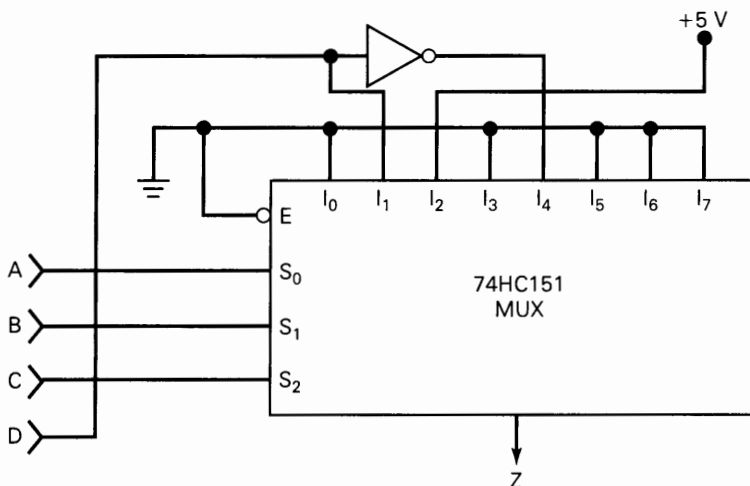 +5 V
I₀ I₁ I₂ I₃ I₄ I₅ I₆ I₇
E
A S₀
74HC151
MUX
B S₁
C S₂
D
Z